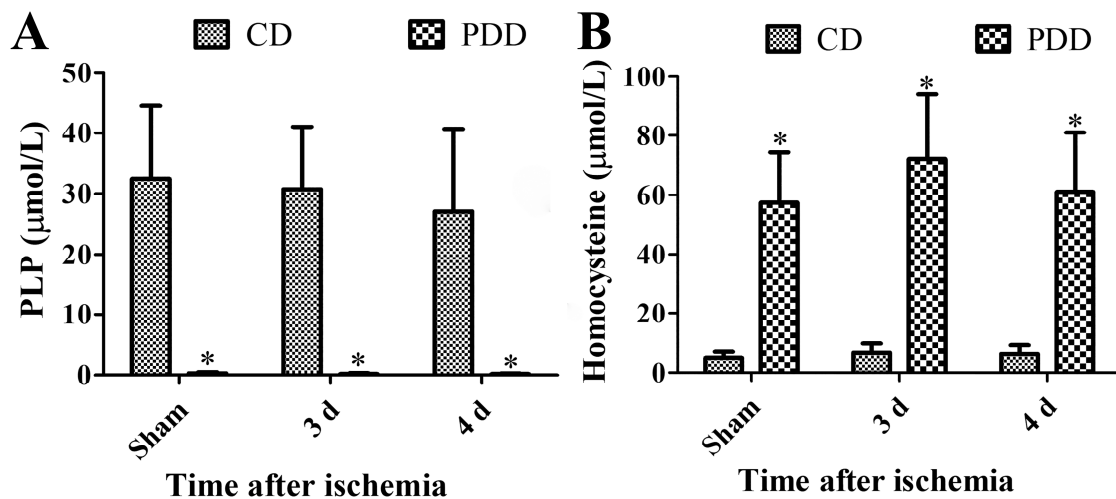 A
CD
PDD
PLP (μmol/L)
50
40
30
20
10
0
*
*
*
Sham
3 d
4 d
Time after ischemia
B
CD
PDD
Homocysteine (μmol/L)
100
80
60
40
20
0
*
*
*
Sham
3 d
4 d
Time after ischemia